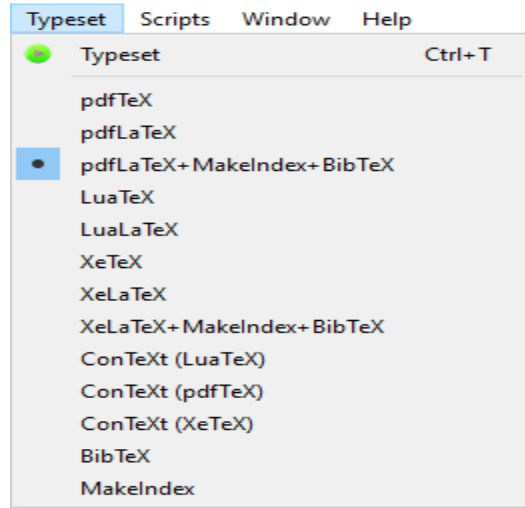 Typeset Scripts Window Help
Typeset Ctrl+T
pdfTeX
pdfLaTeX
pdfLaTeX+MakeIndex+BibTeX
LuaTeX
LuaLaTeX
XeTeX
XeLaTeX
XeLaTeX+MakeIndex+BibTeX
ConTeXt (LuaTeX)
ConTeXt (pdfTeX)
ConTeXt (XeTeX)
BibTeX
MakeIndex